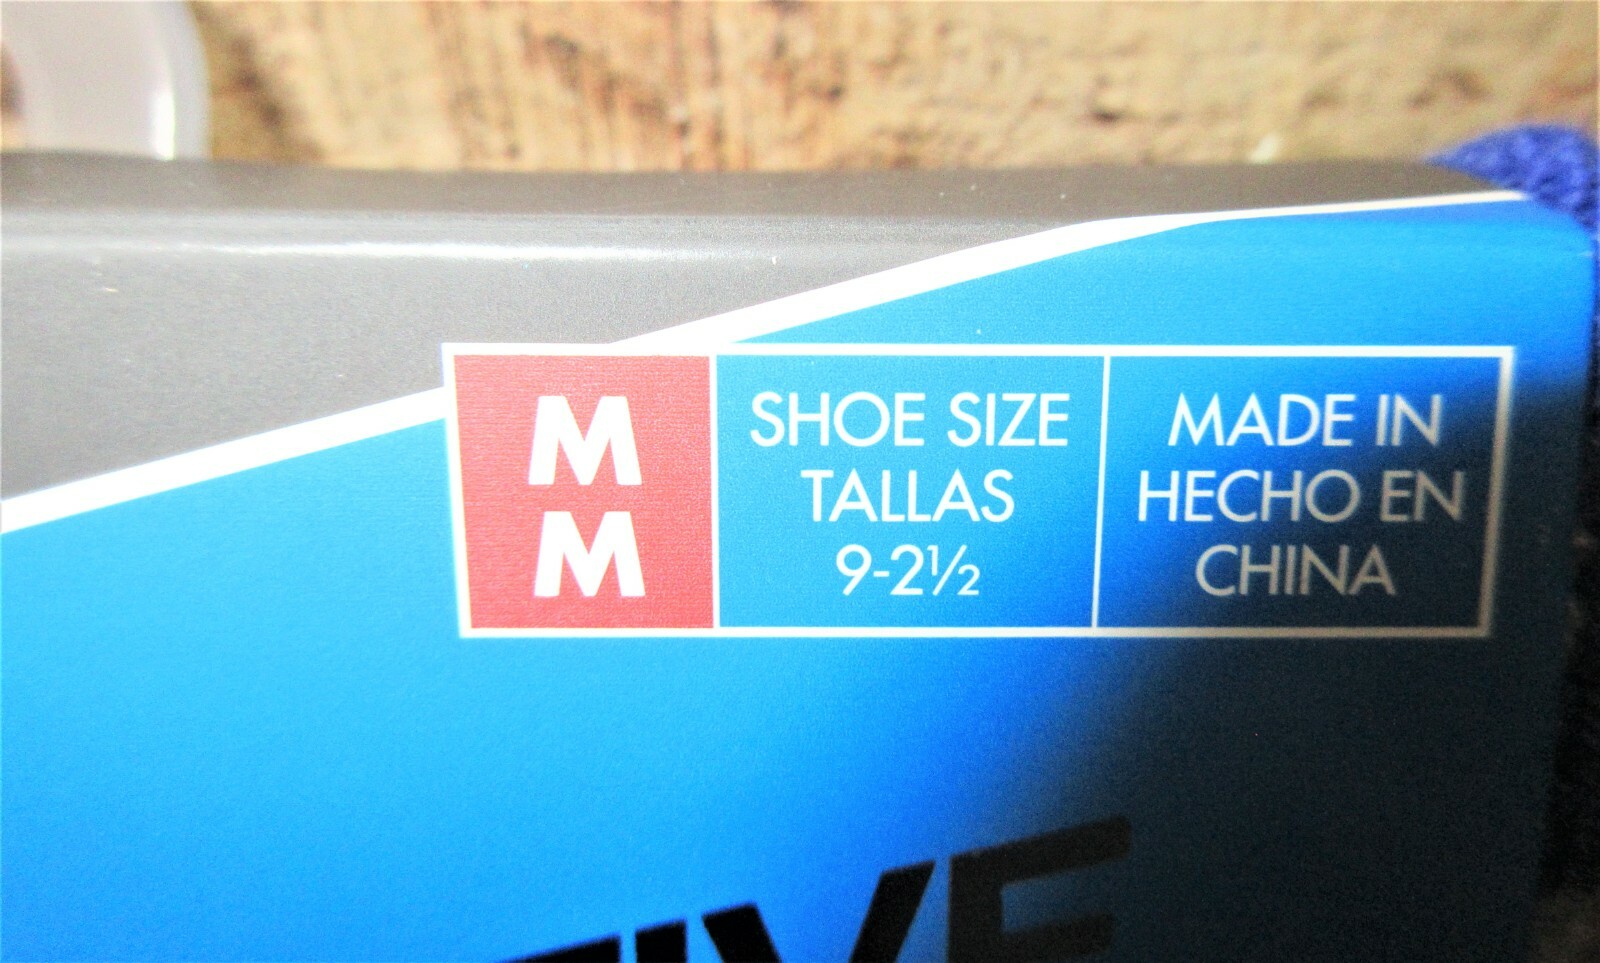 M
M
SHOE SIZE
TALLAS
9-2½
MADE IN
HECHO EN
CHINA